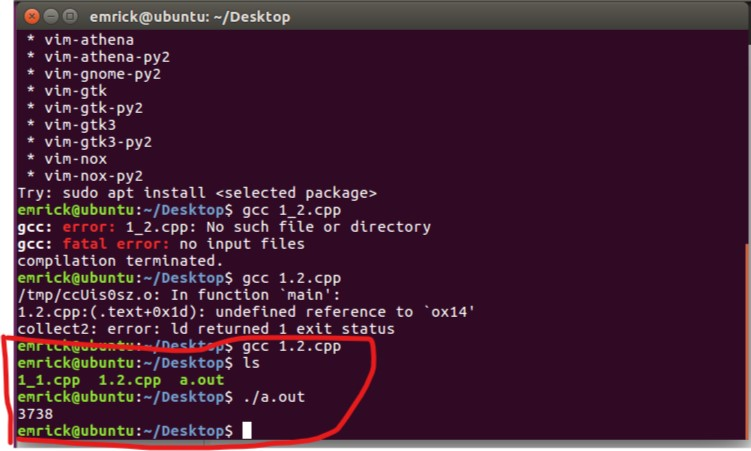 emrick@ubuntu: ~/Desktop
* vim-athena
* vim-athena-py2
* vim-gnome-py2
* vim-gtk
* vim-gtk-py2
* vim-gtk3
* vim-gtk3-py2
* vim-nox
* vim-nox-py2
Try: sudo apt install <selected package>
emrick@ubuntu:~/Desktop$ gcc 1_2.cpp
gcc: error: 1_2.cpp: No such file or directory
gcc: fatal error: no input files
compilation terminated.
emrick@ubuntu:~/Desktop$ gcc 1.2.cpp
/tmp/ccUis0sz.o: In function `main':
1.2.cpp:(.text+0x1d): undefined reference to `ox14'
collect2: error: ld returned 1 exit status
emrick@ubuntu:~/Desktop$ gcc 1.2.cpp
emrick@ubuntu:~/Desktop$ ls
1_1.cpp  1.2.cpp  a.out
emrick@ubuntu:~/Desktop$ ./a.out
3738
emrick@ubuntu:~/Desktop$